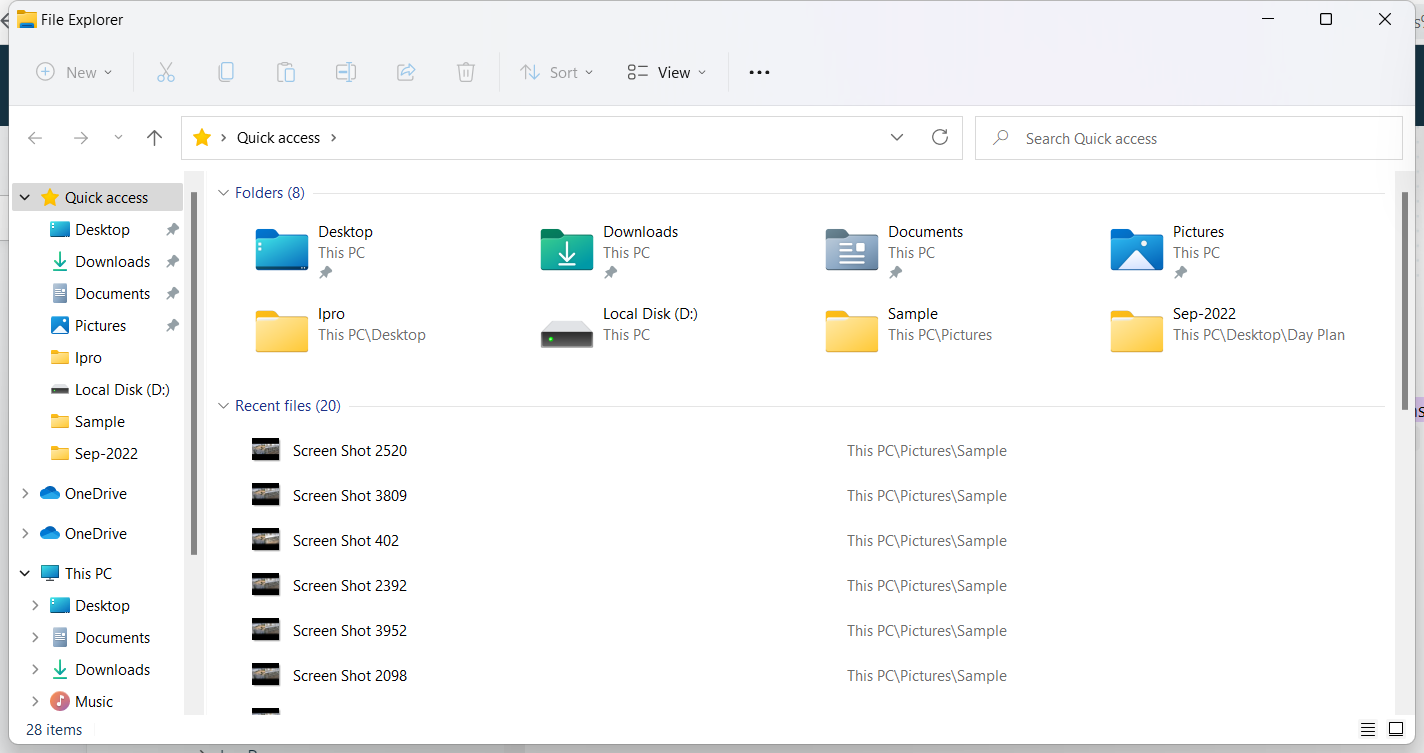 File Explorer
New
Sort
View
Quick access
Search Quick access
Quick access
Desktop
Downloads
Documents
Pictures
Ipro
Local Disk (D:)
Sample
Sep-2022
OneDrive
OneDrive
This PC
Desktop
Documents
Downloads
Music
Folders (8)
Desktop
This PC
Downloads
This PC
Documents
This PC
Pictures
This PC
Ipro
This PC\Desktop
Local Disk (D:)
This PC
Sample
This PC\Pictures
Sep-2022
This PC\Desktop\Day Plan
Recent files (20)
Screen Shot 2520 This PC\Pictures\Sample
Screen Shot 3809 This PC\Pictures\Sample
Screen Shot 402 This PC\Pictures\Sample
Screen Shot 2392 This PC\Pictures\Sample
Screen Shot 3952 This PC\Pictures\Sample
Screen Shot 2098 This PC\Pictures\Sample
28 items